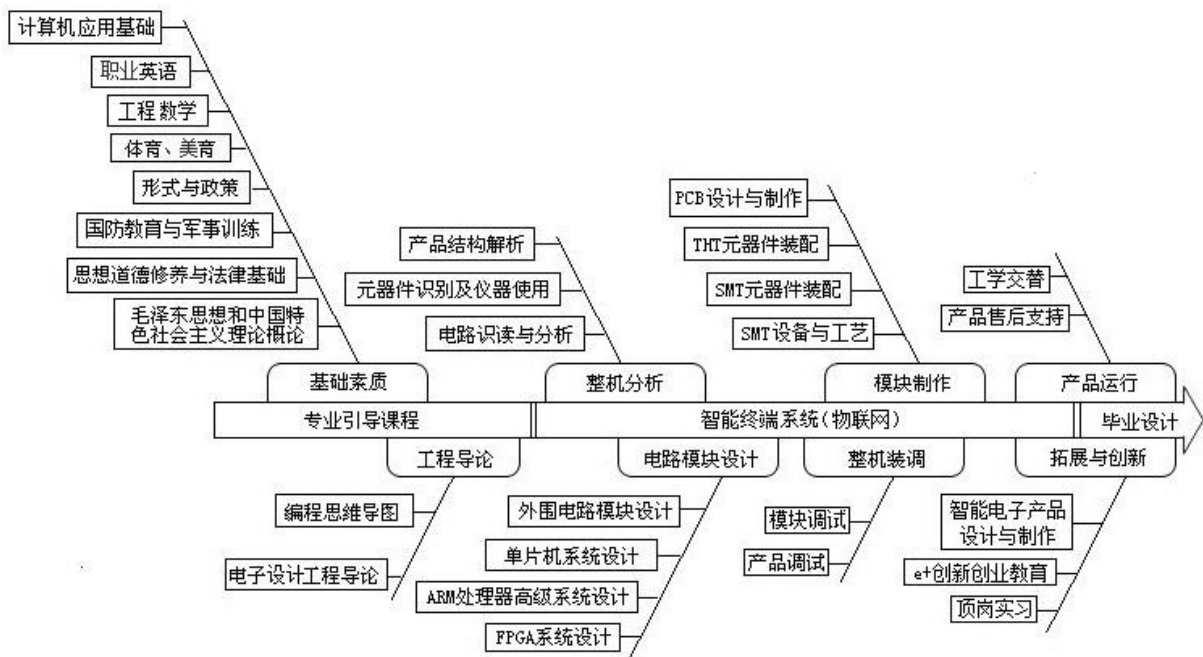 计算机应用基础
职业英语
工程数学
体育、美育
形式与政策
国防教育与军事训练
思想道德修养与法律基础
毛泽东思想和中国特
色社会主义理论概论
产品结构解析
元器件识别及仪器使用
电路识读与分析
PCB设计与制作
THT元器件装配
SMT元器件装配
SMT设备与工艺
工学交替
产品售后支持
基础素质
整机分析
模块制作
产品运行
专业引导课程
智能终端系统(物联网)
毕业设计
工程导论
电路模块设计
整机装调
拓展与创新
编程思维导图
电子设计工程导论
外围电路模块设计
单片机系统设计
ARM处理器高级系统设计
FPGA系统设计
模块调试
产品调试
智能电子产品
设计与制作
e+创新创业教育
顶岗实习